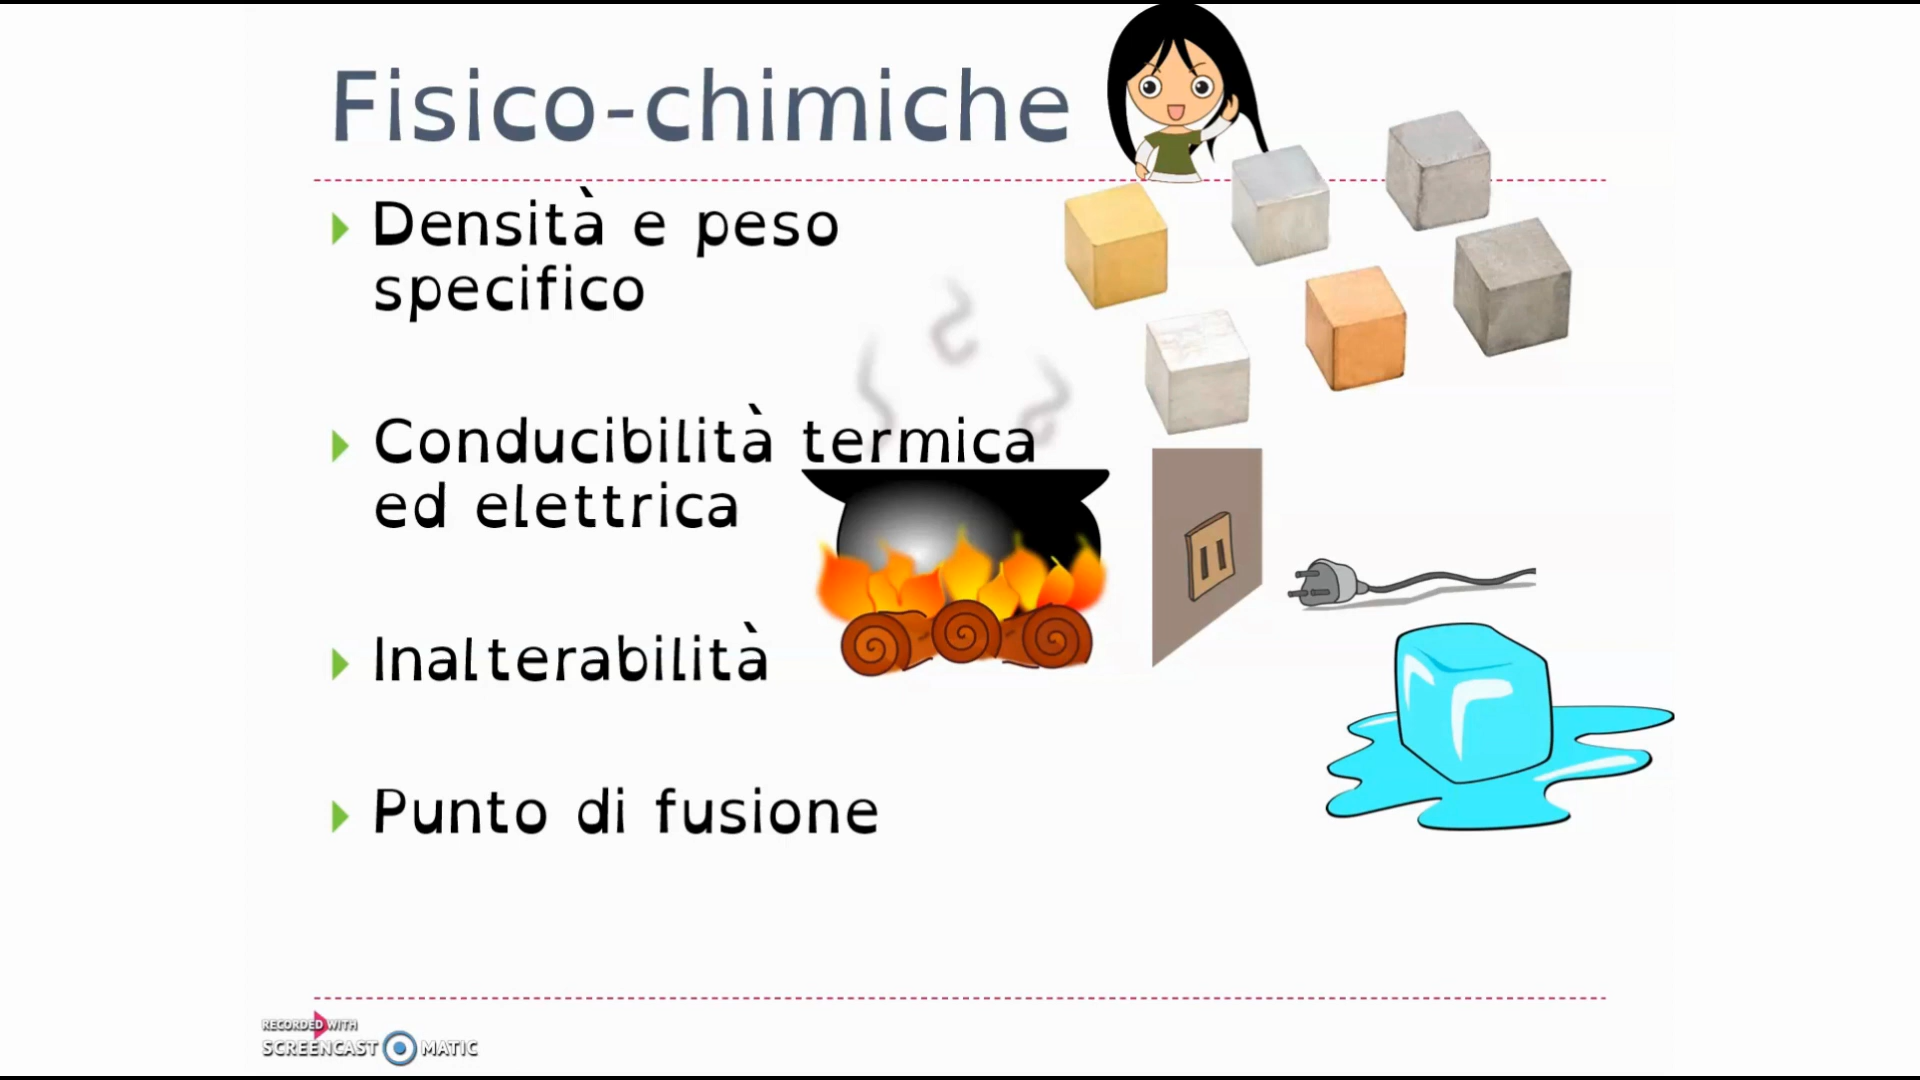 Fisico-chimiche
Densità e peso
specifico
Conducibilità termica
ed elettrica
Inalterabilità
Punto di fusione
RECORDED WITH
SCREENCAST MATIC